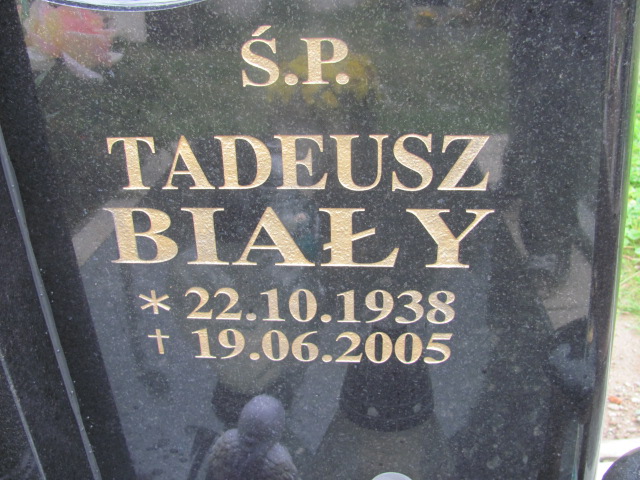 Ś.P.
TADEUSZ
BIAŁY
* 22.10.1938
† 19.06.2005